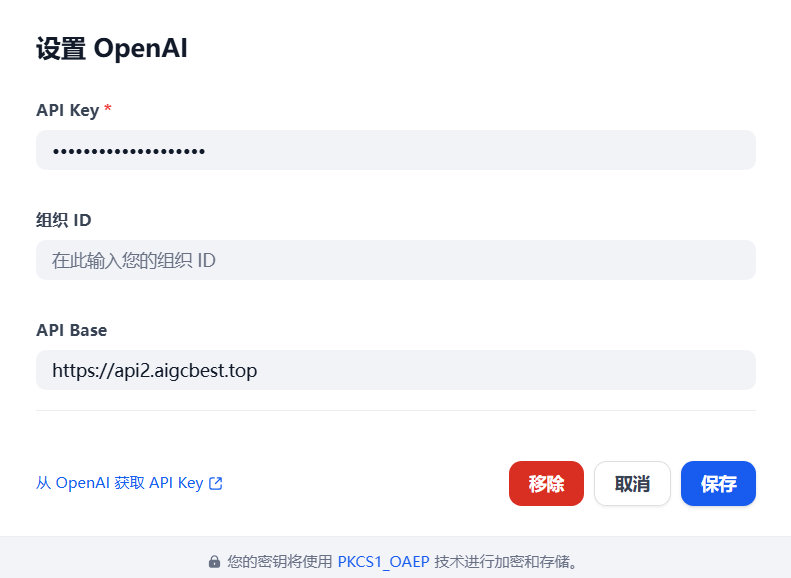 设置 OpenAI
API Key *
••••••••••••••••••••
组织 ID
在此输入您的组织 ID
API Base
https://api2.aigcbest.top
从 OpenAI 获取 API Key
移除 取消 保存
您的密钥将使用 PKCS1_OAEP 技术进行加密和存储。